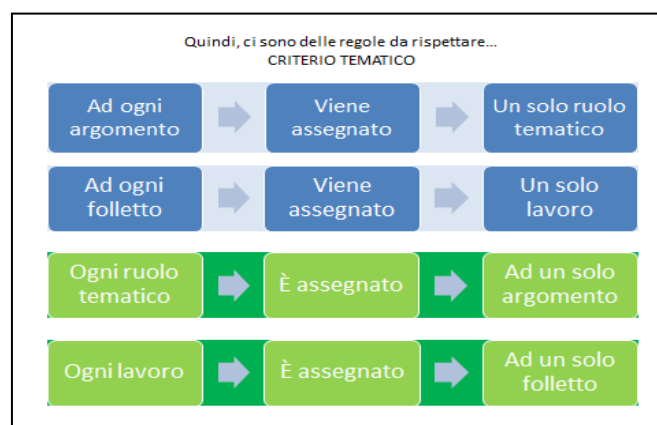 Quindi, ci sono delle regole da rispettare...
CRITERIO TEMATICO
Ad ogni
argomento
Viene
assegnato
Un solo ruolo
tematico
Ad ogni
folletto
Viene
assegnato
Un solo
lavoro
Ogni ruolo
tematico
È assegnato
Ad un solo
argomento
Ogni lavoro
È assegnato
Ad un solo
folletto